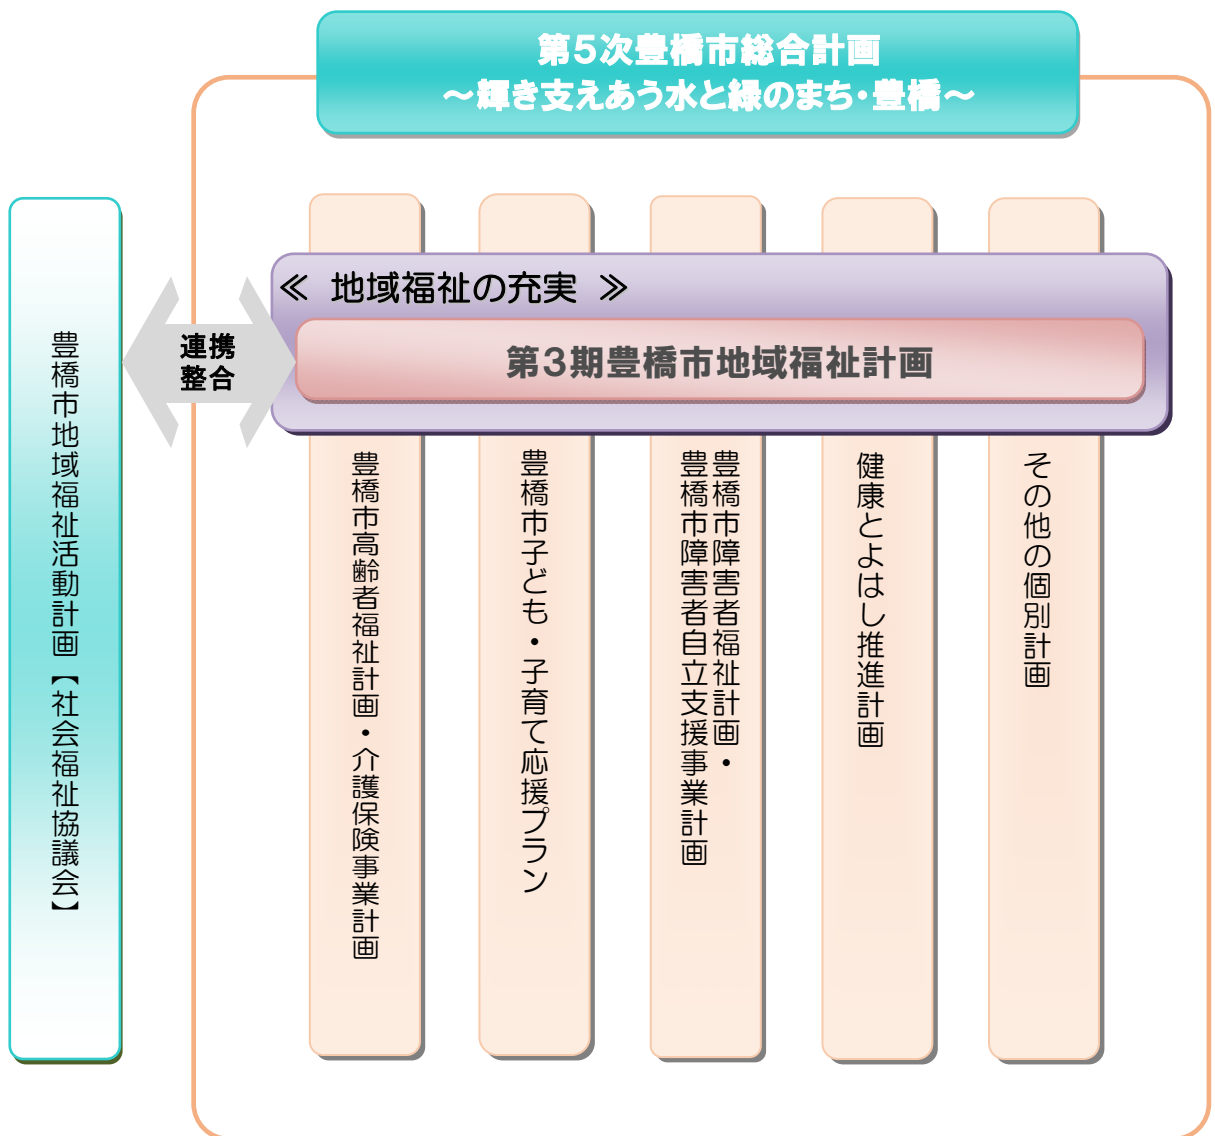 第5次豊橋市総合計画
～輝き支えあう水と緑のまち・豊橋～
豊橋市地域福祉活動計画【社会福祉協議会】
連携
整合
≪ 地域福祉の充実 ≫
第3期豊橋市地域福祉計画
豊橋市高齢者福祉計画・介護保険事業計画
豊橋市子ども・子育て応援プラン
豊橋市障害者福祉計画・
豊橋市障害者自立支援事業計画
健康とよはし推進計画
その他の個別計画